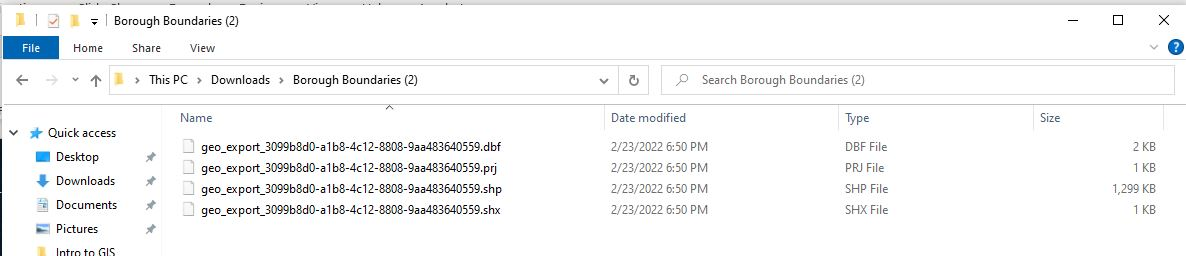 Borough Boundaries (2)
File Home Share View
This PC > Downloads > Borough Boundaries (2)
Search Borough Boundaries (2)
Name Date modified Type Size
Quick access
Desktop
Downloads
Documents
Pictures
Intro to GIS
geo_export_3099b8d0-a1b8-4c12-8808-9aa483640559.dbf 2/23/2022 6:50 PM DBF File 2 KB
geo_export_3099b8d0-a1b8-4c12-8808-9aa483640559.prj 2/23/2022 6:50 PM PRJ File 1 KB
geo_export_3099b8d0-a1b8-4c12-8808-9aa483640559.shp 2/23/2022 6:50 PM SHP File 1,299 KB
geo_export_3099b8d0-a1b8-4c12-8808-9aa483640559.shx 2/23/2022 6:50 PM SHX File 1 KB